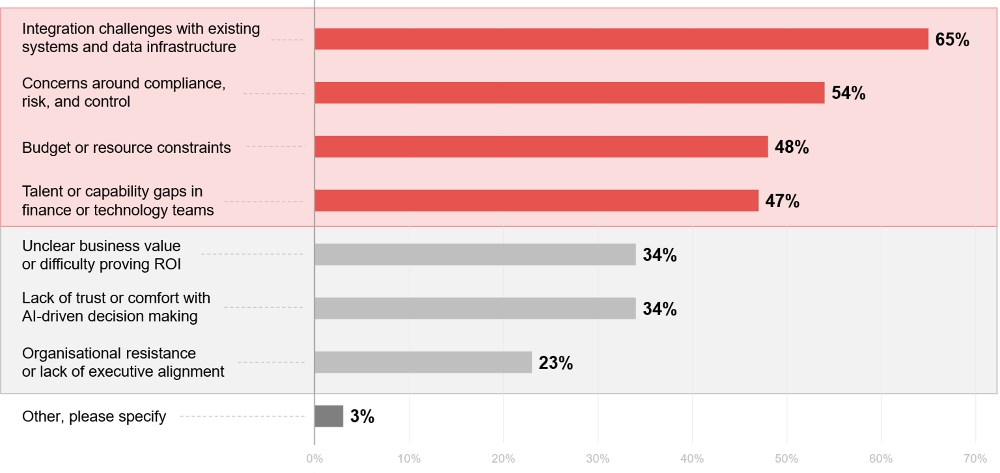 Integration challenges with existing
systems and data infrastructure
65%
Concerns around compliance,
risk, and control
54%
Budget or resource constraints
48%
Talent or capability gaps in
finance or technology teams
47%
Unclear business value
or difficulty proving ROI
34%
Lack of trust or comfort with
AI-driven decision making
34%
Organisational resistance
or lack of executive alignment
23%
Other, please specify
3%
0% 10% 20% 30% 40% 50% 60% 70%